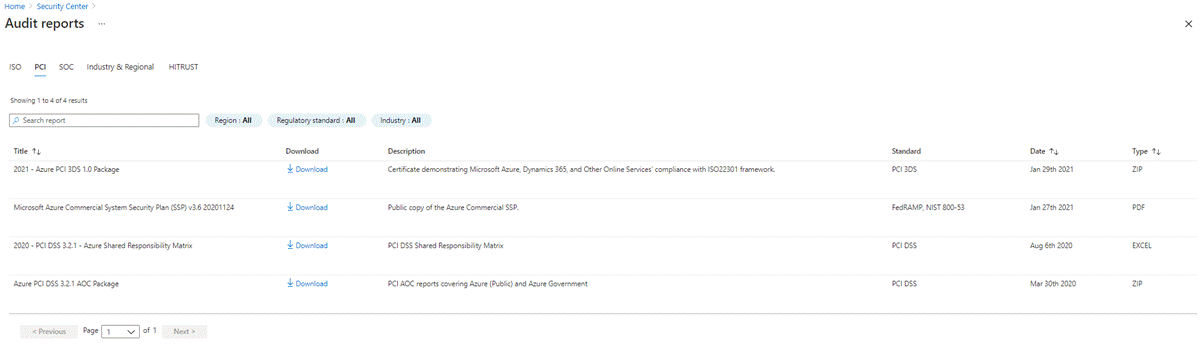 Home > Security Center >
Audit reports ...
ISO PCI SOC Industry & Regional HITRUST
Showing 1 to 4 of 4 results
Search report Region : All Regulatory standard : All Industry : All
Title ↑↓ Download Description Standard Date ↑↓ Type ↑↓
2021 - Azure PCI 3DS 1.0 Package Download Certificate demonstrating Microsoft Azure, Dynamics 365, and Other Online Services' compliance with ISO22301 framework. PCI 3DS Jan 29th 2021 ZIP
Microsoft Azure Commercial System Security Plan (SSP) v3.6 20201124 Download Public copy of the Azure Commercial SSP. FedRAMP, NIST 800-53 Jan 27th 2021 PDF
2020 - PCI DSS 3.2.1 - Azure Shared Responsibility Matrix Download PCI DSS Shared Responsibility Matrix PCI DSS Aug 6th 2020 EXCEL
Azure PCI DSS 3.2.1 AOC Package Download PCI AOC reports covering Azure (Public) and Azure Government PCI DSS Mar 30th 2020 ZIP
< Previous Page 1 of 1 Next >